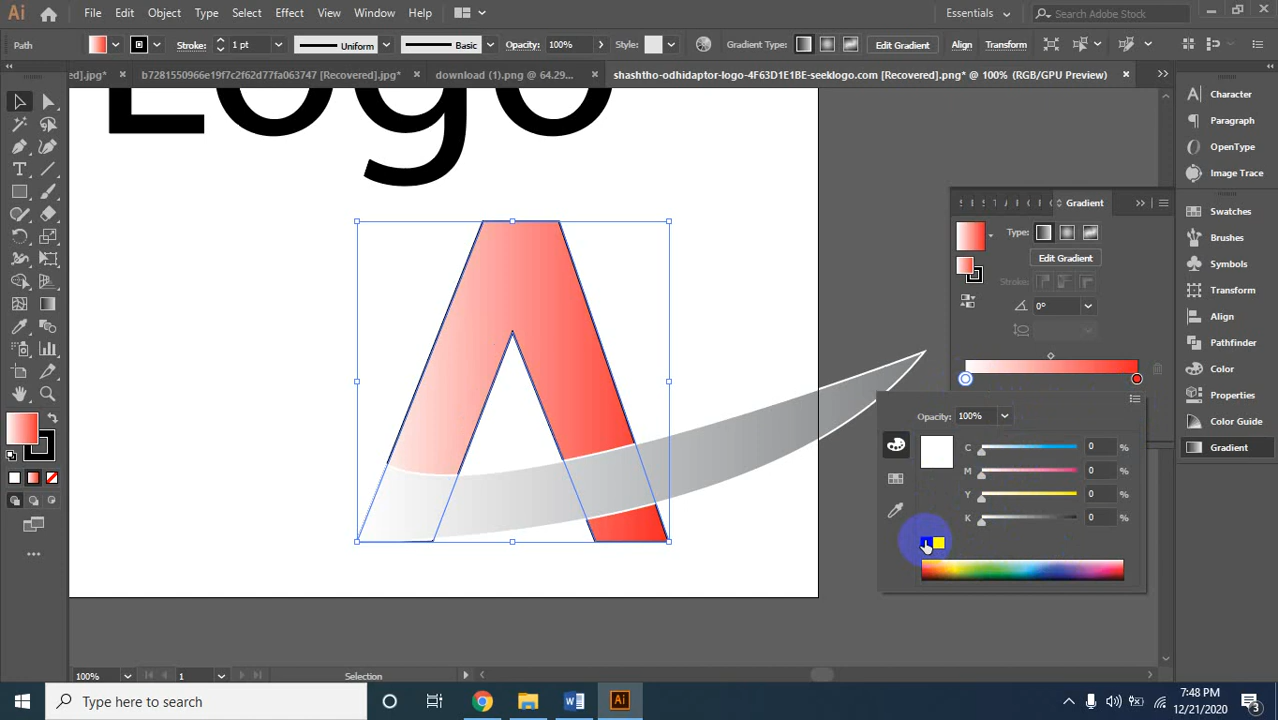 Ai File Edit Object Type Select Effect View Window Help Essentials Search Adobe Stock
Path Stroke: 1 pt Uniform Basic Opacity: 100% Style: Gradient Type: Edit Gradient Align Transform
ed].jpg* b7281550966e19f7c2f62d77fa063747 [Recovered].jpg* download (1).png @ 64.29... shashtho-odhidaptor-logo-4F63D1E1BE-seeklogo.com [Recovered].png* @ 100% (RGB/GPU Preview)
Logo
A
Gradient
Type:
Edit Gradient
Stroke:
0°
Opacity: 100%
C 0 %
M 0 %
Y 0 %
K 0 %
Character
Paragraph
OpenType
Image Trace
Swatches
Brushes
Symbols
Transform
Align
Pathfinder
Color
Properties
Color Guide
Gradient
100% 1 Selection
Type here to search
Ai
7:48 PM
12/21/2020
3